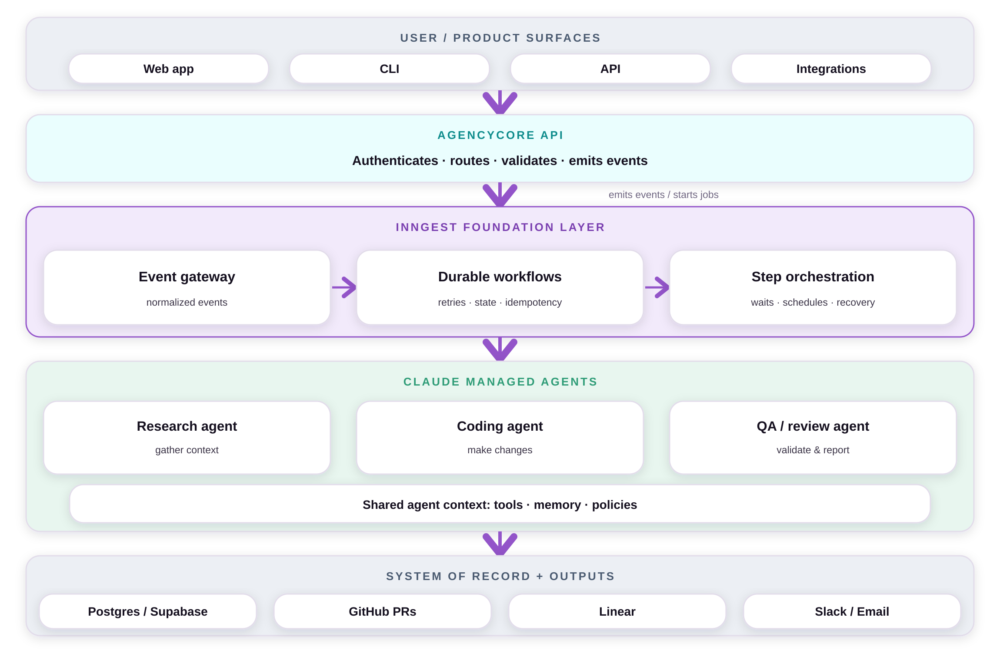 USER / PRODUCT SURFACES
Web app
CLI
API
Integrations
AGENCYCORE API
Authenticates · routes · validates · emits events
emits events / starts jobs
INNGEST FOUNDATION LAYER
Event gateway
normalized events
Durable workflows
retries · state · idempotency
Step orchestration
waits · schedules · recovery
CLAUDE MANAGED AGENTS
Research agent
gather context
Coding agent
make changes
QA / review agent
validate & report
Shared agent context: tools · memory · policies
SYSTEM OF RECORD + OUTPUTS
Postgres / Supabase
GitHub PRs
Linear
Slack / Email